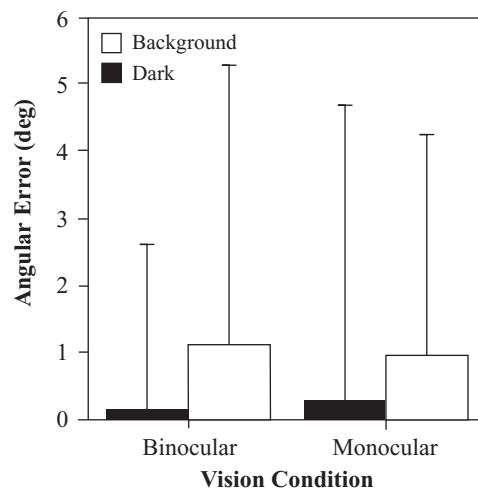 6
Background
Dark
5
4
3
2
1
0
Angular Error (deg)
Binocular Monocular
Vision Condition